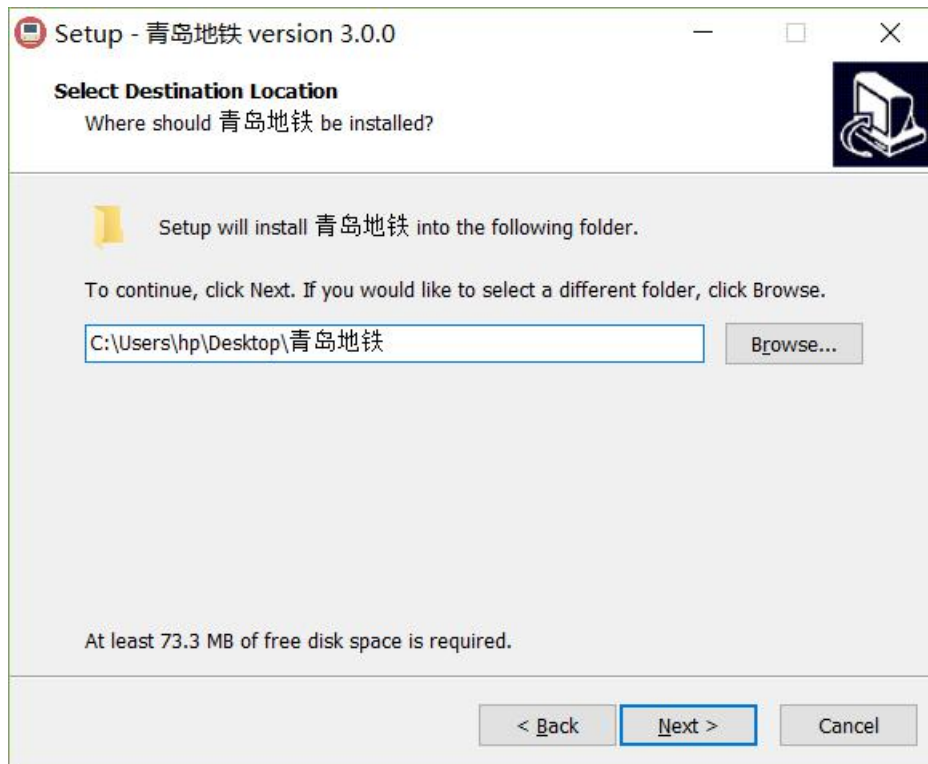 Setup - 青岛地铁 version 3.0.0
Select Destination Location
Where should 青岛地铁 be installed?
Setup will install 青岛地铁 into the following folder.
To continue, click Next. If you would like to select a different folder, click Browse.
C:\Users\hp\Desktop\青岛地铁
Browse...
At least 73.3 MB of free disk space is required.
< Back
Next >
Cancel